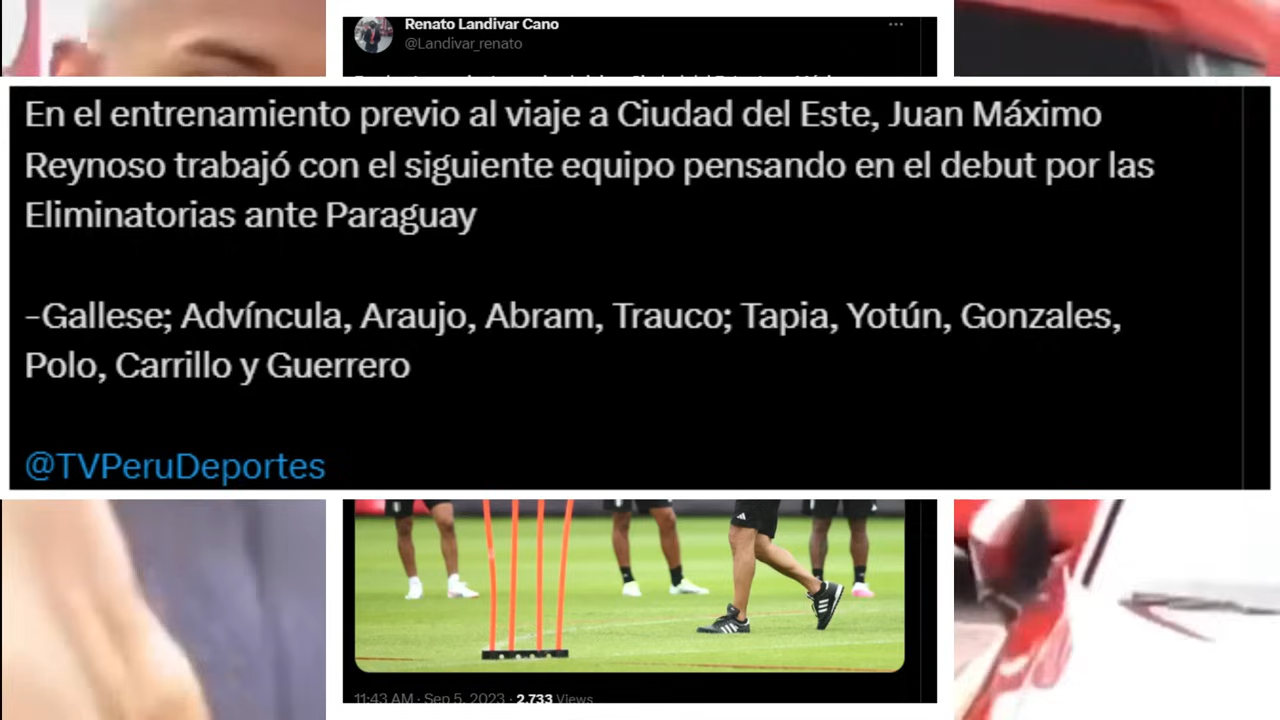 Renato Landivar Cano
@Landivar_renato
En el entrenamiento previo al viaje a Ciudad del Este, Juan Máximo
Reynoso trabajó con el siguiente equipo pensando en el debut por las
Eliminatorias ante Paraguay
-Gallese; Advíncula, Araujo, Abram, Trauco; Tapia, Yotún, Gonzales,
Polo, Carrillo y Guerrero
@TVPeruDeportes
11:43 AM · Sep 5, 2023 · 2,733 Views